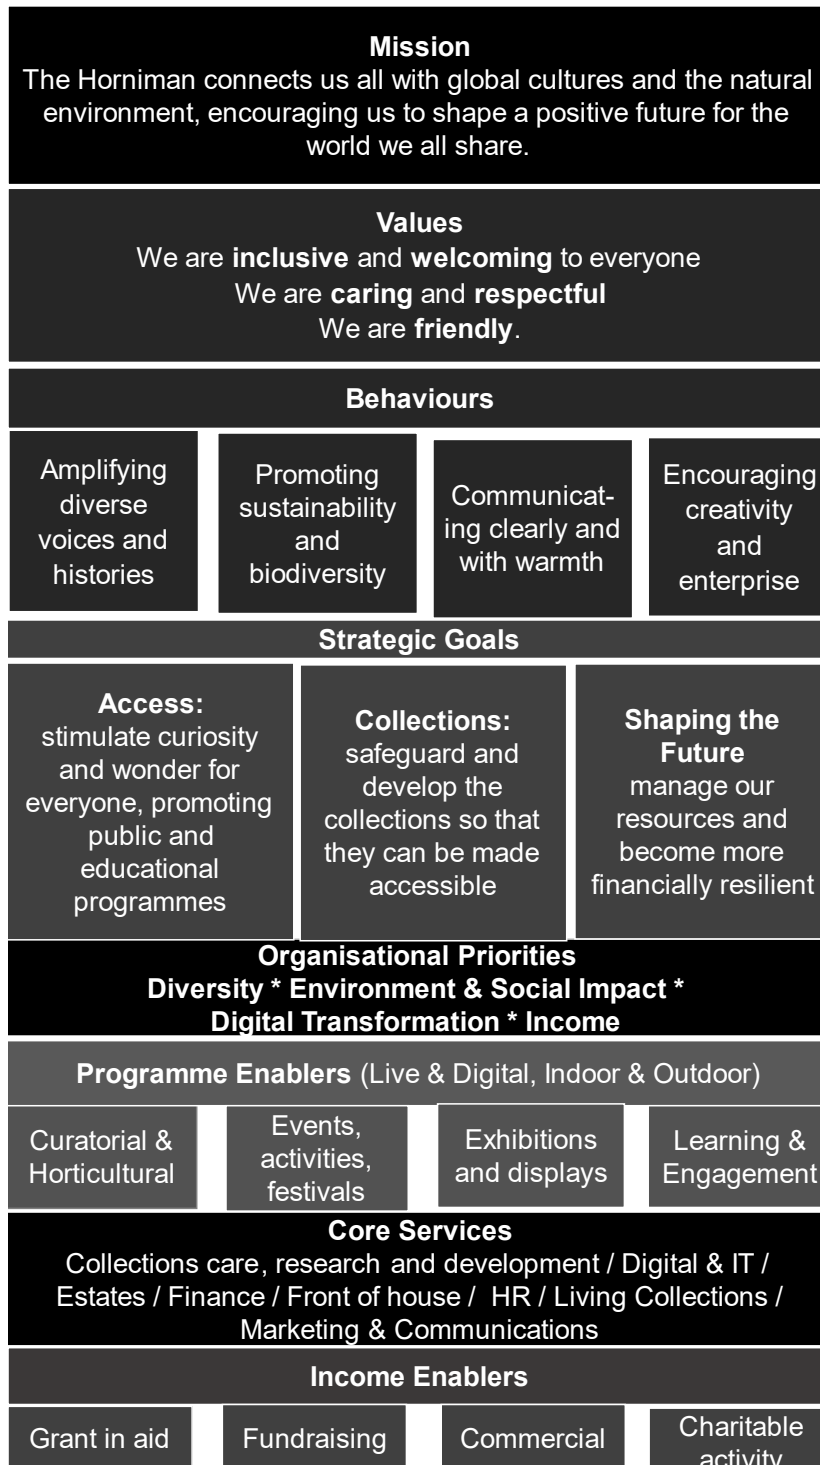 Mission
The Horniman connects us all with global cultures and the natural
environment, encouraging us to shape a positive future for the
world we all share.
Values
We are inclusive and welcoming to everyone
We are caring and respectful
We are friendly.
Behaviours
Amplifying
diverse
voices and
histories
Promoting
sustainability
and
biodiversity
Communicat-
ing clearly and
with warmth
Encouraging
creativity
and
enterprise
Strategic Goals
Access:
stimulate curiosity
and wonder for
everyone, promoting
public and
educational
programmes
Collections:
safeguard and
develop the
collections so that
they can be made
accessible
Shaping the
Future
manage our
resources and
become more
financially resilient
Organisational Priorities
Diversity * Environment & Social Impact *
Digital Transformation * Income
Programme Enablers (Live & Digital, Indoor & Outdoor)
Curatorial &
Horticultural
Events,
activities,
festivals
Exhibitions
and displays
Learning &
Engagement
Core Services
Collections care, research and development / Digital & IT /
Estates / Finance / Front of house / HR / Living Collections /
Marketing & Communications
Income Enablers
Grant in aid
Fundraising
Commercial
Charitable
activity